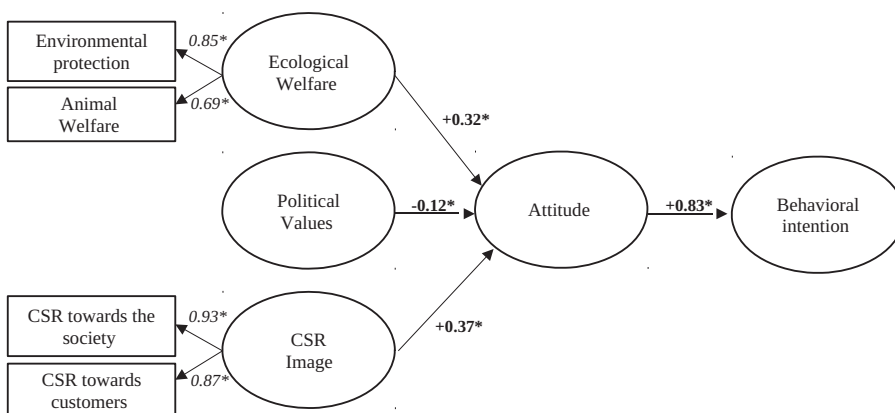 Environmental
protection
0.85*
Ecological
Welfare
Animal
Welfare
0.69*
+0.32*
Political
Values
-0.12*
Attitude
+0.83*
Behavioral
intention
CSR towards the
society
0.93*
CSR
Image
+0.37*
CSR towards
customers
0.87*